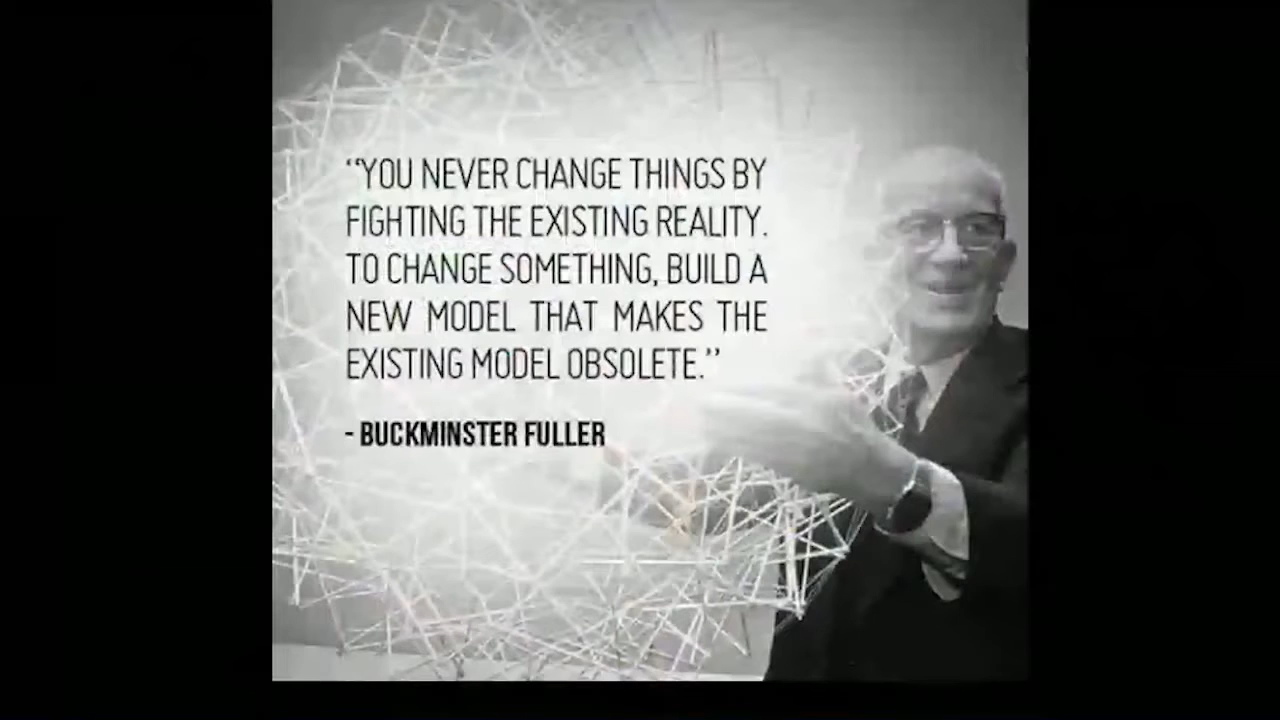 “YOU NEVER CHANGE THINGS BY
FIGHTING THE EXISTING REALITY.
TO CHANGE SOMETHING, BUILD A
NEW MODEL THAT MAKES THE
EXISTING MODEL OBSOLETE.”
- BUCKMINSTER FULLER